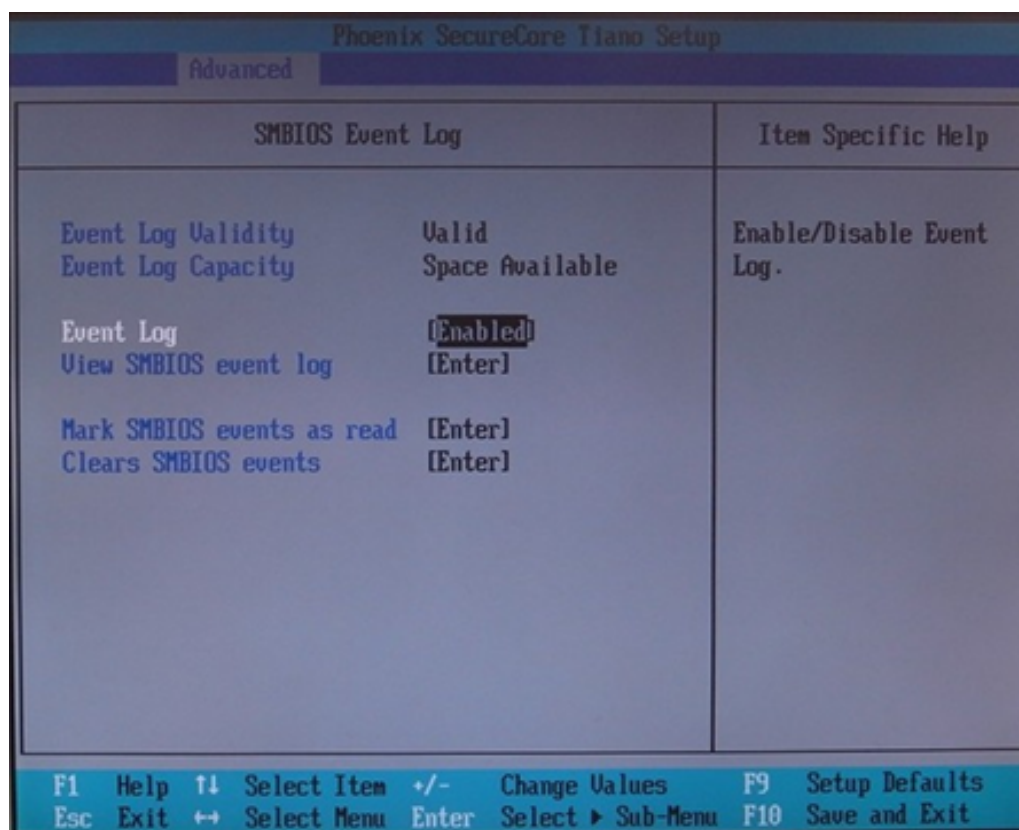 Phoenix SecureCore Tiano Setup
Advanced
SMBIOS Event Log
Item Specific Help
Event Log Validity Valid
Event Log Capacity Space Available
Event Log [Enabled]
View SMBIOS event log [Enter]
Mark SMBIOS events as read [Enter]
Clears SMBIOS events [Enter]
Enable/Disable Event
Log.
F1 Help ↑↓ Select Item +/- Change Values F9 Setup Defaults
Esc Exit ↔ Select Menu Enter Select ▶ Sub-Menu F10 Save and Exit